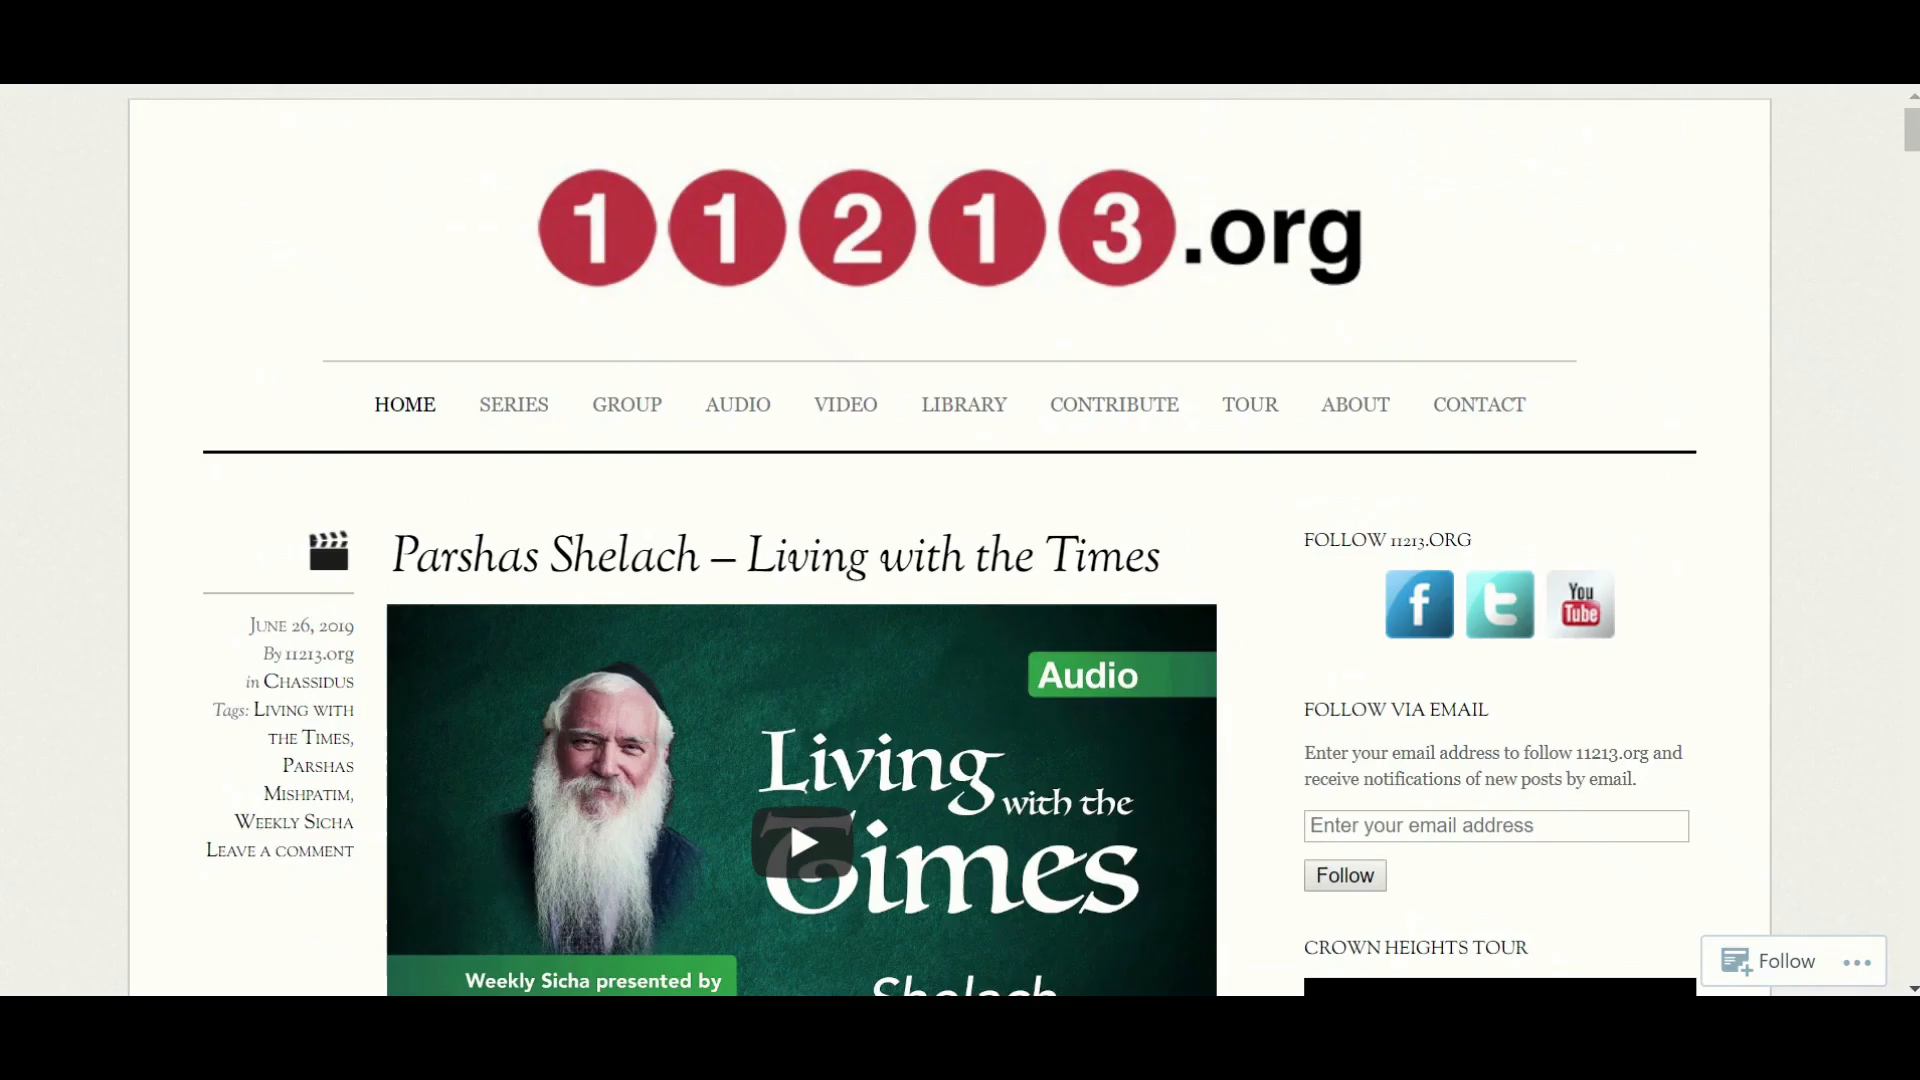 11213.org
HOME SERIES GROUP AUDIO VIDEO LIBRARY CONTRIBUTE TOUR ABOUT CONTACT
Parshas Shelach – Living with the Times
June 26, 2019
By 11213.org
in Chassidus
Tags: Living with
the Times,
Parshas
Mishpatim,
Weekly Sicha
Leave a comment
Audio
Living
with the
Times
Weekly Sicha presented by
Shelach
FOLLOW 11213.ORG
f t You Tube
FOLLOW VIA EMAIL
Enter your email address to follow 11213.org and
receive notifications of new posts by email.
Enter your email address
Follow
CROWN HEIGHTS TOUR
Follow